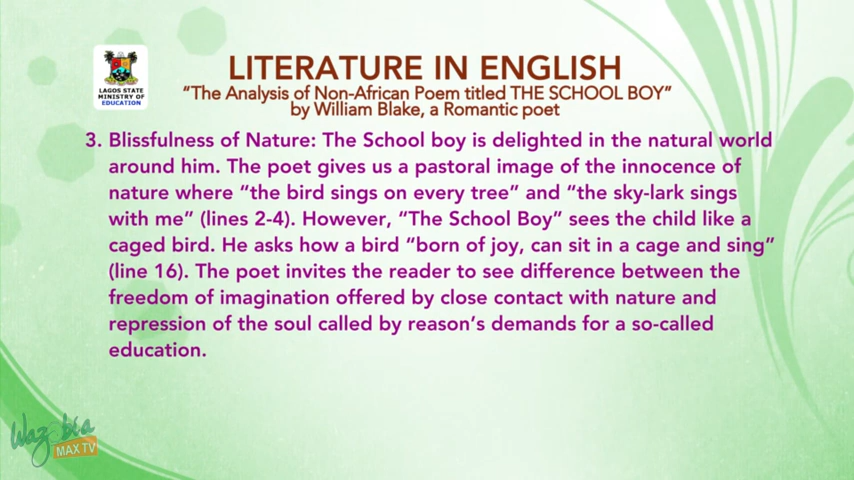 LAGOS STATE
MINISTRY OF
EDUCATION
LITERATURE IN ENGLISH
“The Analysis of Non-African Poem titled THE SCHOOL BOY”
by William Blake, a Romantic poet
3. Blissfulness of Nature: The School boy is delighted in the natural world
around him. The poet gives us a pastoral image of the innocence of
nature where “the bird sings on every tree” and “the sky-lark sings
with me” (lines 2-4). However, “The School Boy” sees the child like a
caged bird. He asks how a bird “born of joy, can sit in a cage and sing”
(line 16). The poet invites the reader to see difference between the
freedom of imagination offered by close contact with nature and
repression of the soul called by reason’s demands for a so-called
education.
Wazobia
MAX TV